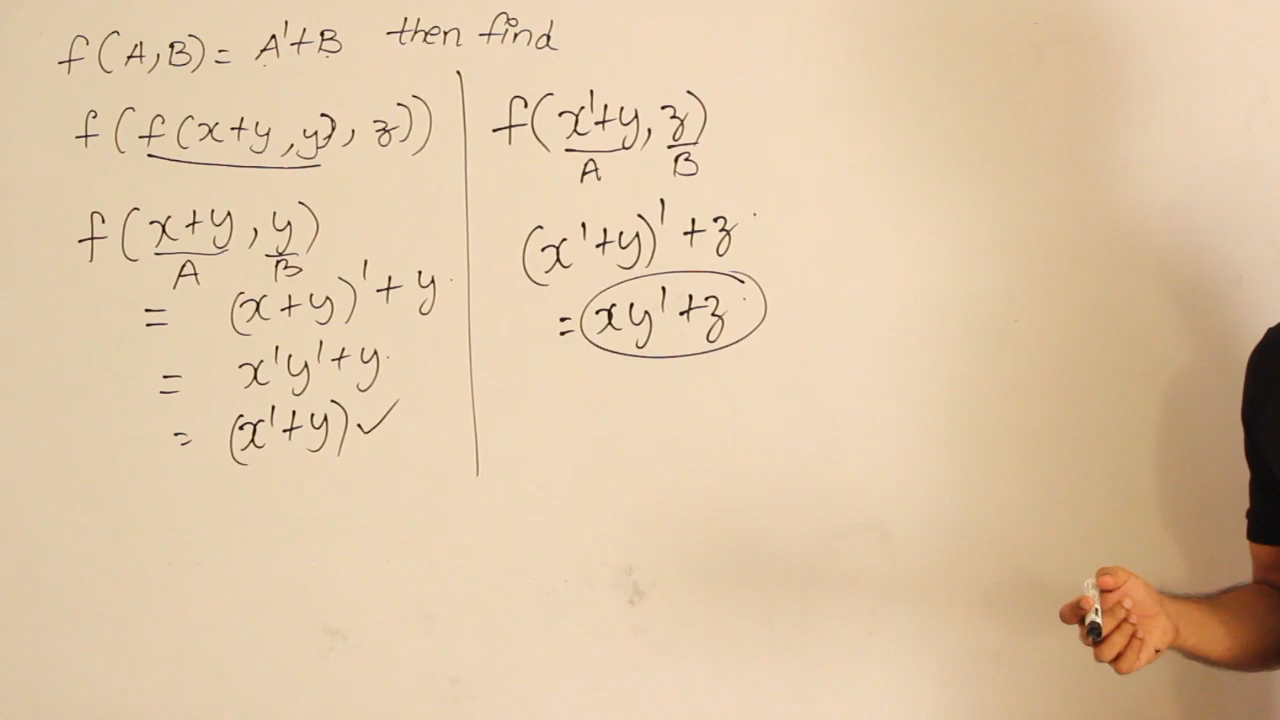 f(A,B) = A'+B then find
f(f(x+y,y),z))
f(x+y,y)
A B
= (x+y)'+y
= x'y'+y
= (x'+y) ✓
f(x'+y,z)
A B
(x'+y)'+z
= xy'+z